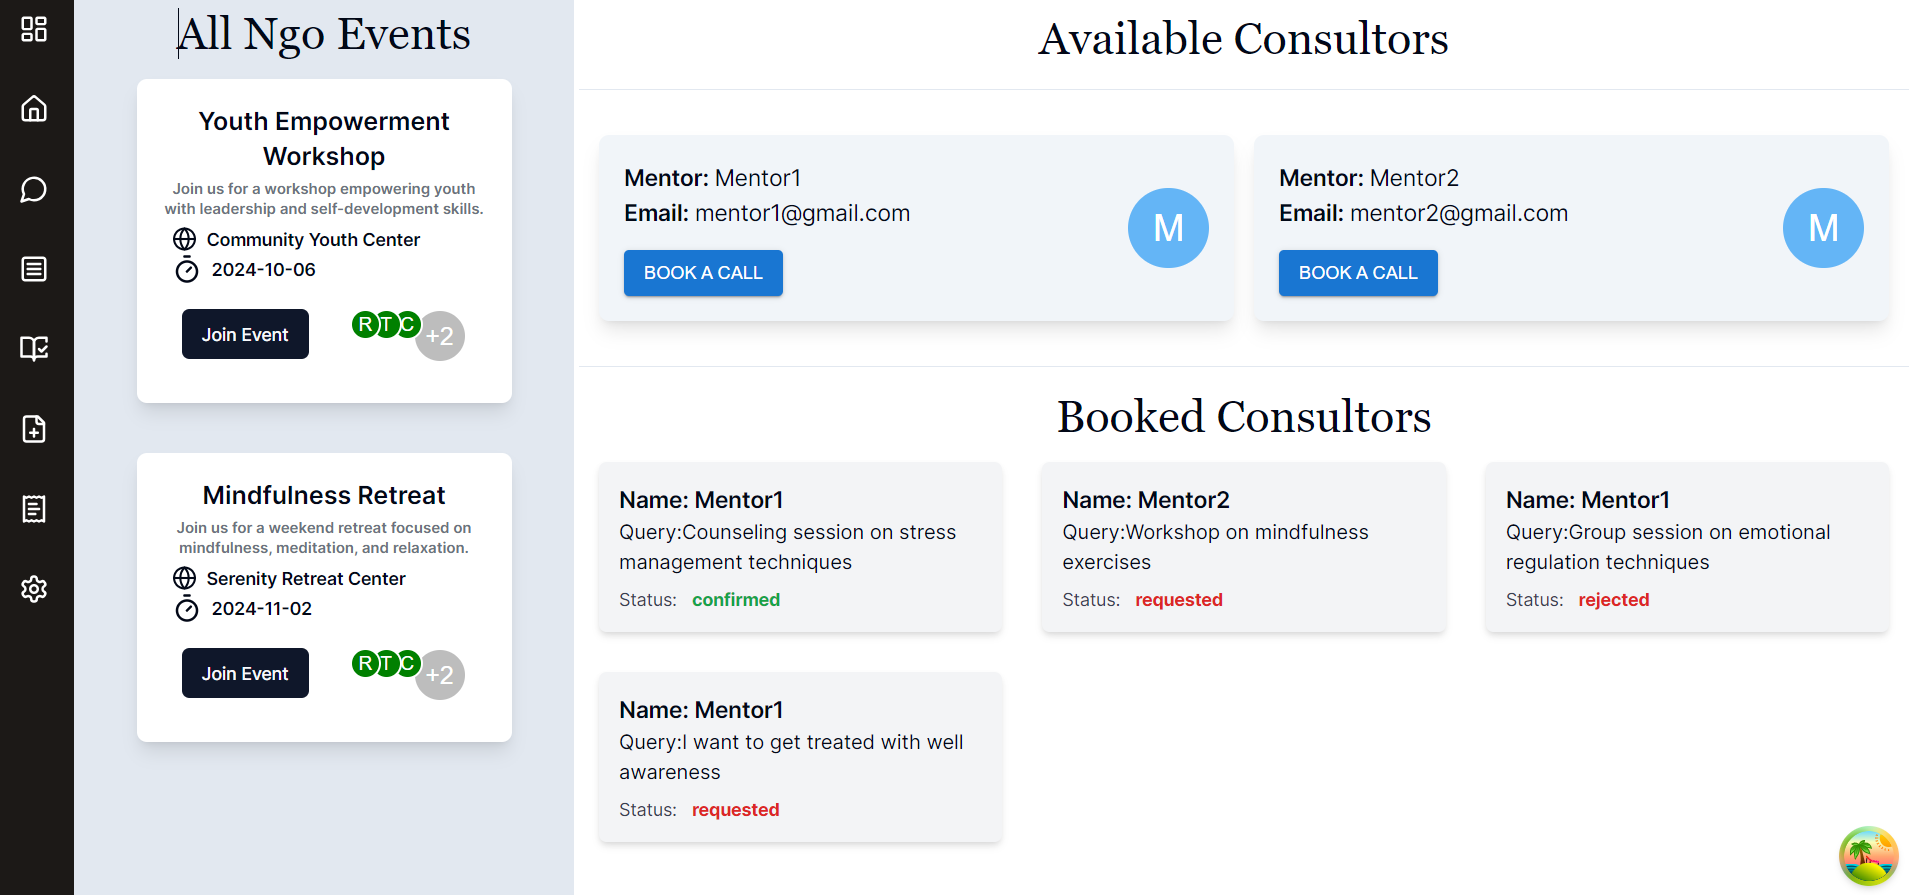 All Ngo Events
Youth Empowerment
Workshop
Join us for a workshop empowering youth
with leadership and self-development skills.
Community Youth Center
2024-10-06
Join Event
R T C +2
Mindfulness Retreat
Join us for a weekend retreat focused on
mindfulness, meditation, and relaxation.
Serenity Retreat Center
2024-11-02
Join Event
R T C +2
Available Consultors
Mentor: Mentor1
Email: mentor1@gmail.com
BOOK A CALL
M
Mentor: Mentor2
Email: mentor2@gmail.com
BOOK A CALL
M
Booked Consultors
Name: Mentor1
Query:Counseling session on stress
management techniques
Status: confirmed
Name: Mentor2
Query:Workshop on mindfulness
exercises
Status: requested
Name: Mentor1
Query:Group session on emotional
regulation techniques
Status: rejected
Name: Mentor1
Query:I want to get treated with well
awareness
Status: requested